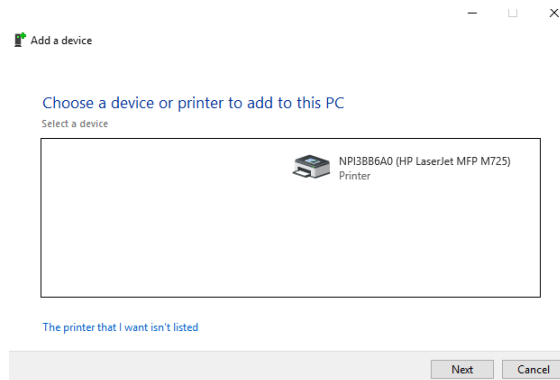 Add a device
Choose a device or printer to add to this PC
Select a device
NPI3BB6A0 (HP LaserJet MFP M725)
Printer
The printer that I want isn't listed
Next
Cancel